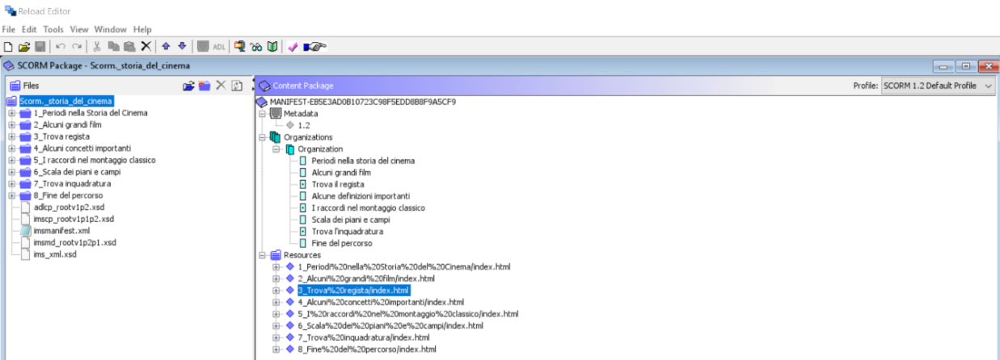 Reload Editor
File Edit Tools View Window Help
ADL
SCORM Package - Scorm._storia_del_cinema
Files
Scorm._storia_del_cinema
1_Periodi nella Storia del Cinema
2_Alcuni grandi film
3_Trova regista
4_Alcuni concetti importanti
5_I raccordi nel montaggio classico
6_Scala dei piani e campi
7_Trova inquadratura
8_Fine del percorso
adlcp_rootv1p2.xsd
imscp_rootv1p1p2.xsd
imsmanifest.xml
imsmd_rootv1p2p1.xsd
ims_xml.xsd
Content Package
Profile: SCORM 1.2 Default Profile
MANIFEST-EB5E3AD0B10723C98F5EDD8B8F9A5CF9
Metadata
1.2
Organizations
Organization
Periodi nella storia del cinema
Alcuni grandi film
Trova il regista
Alcune definizioni importanti
I raccordi nel montaggio classico
Scala dei piani e campi
Trova l'inquadratura
Fine del percorso
Resources
1_Periodi%20nella%20Storia%20del%20Cinema/index.html
2_Alcuni%20grandi%20film/index.html
3_Trova%20regista/index.html
4_Alcuni%20concetti%20importanti/index.html
5_I%20raccordi%20nel%20montaggio%20classico/index.html
6_Scala%20dei%20piani%20e%20campi/index.html
7_Trova%20inquadratura/index.html
8_Fine%20del%20percorso/index.html